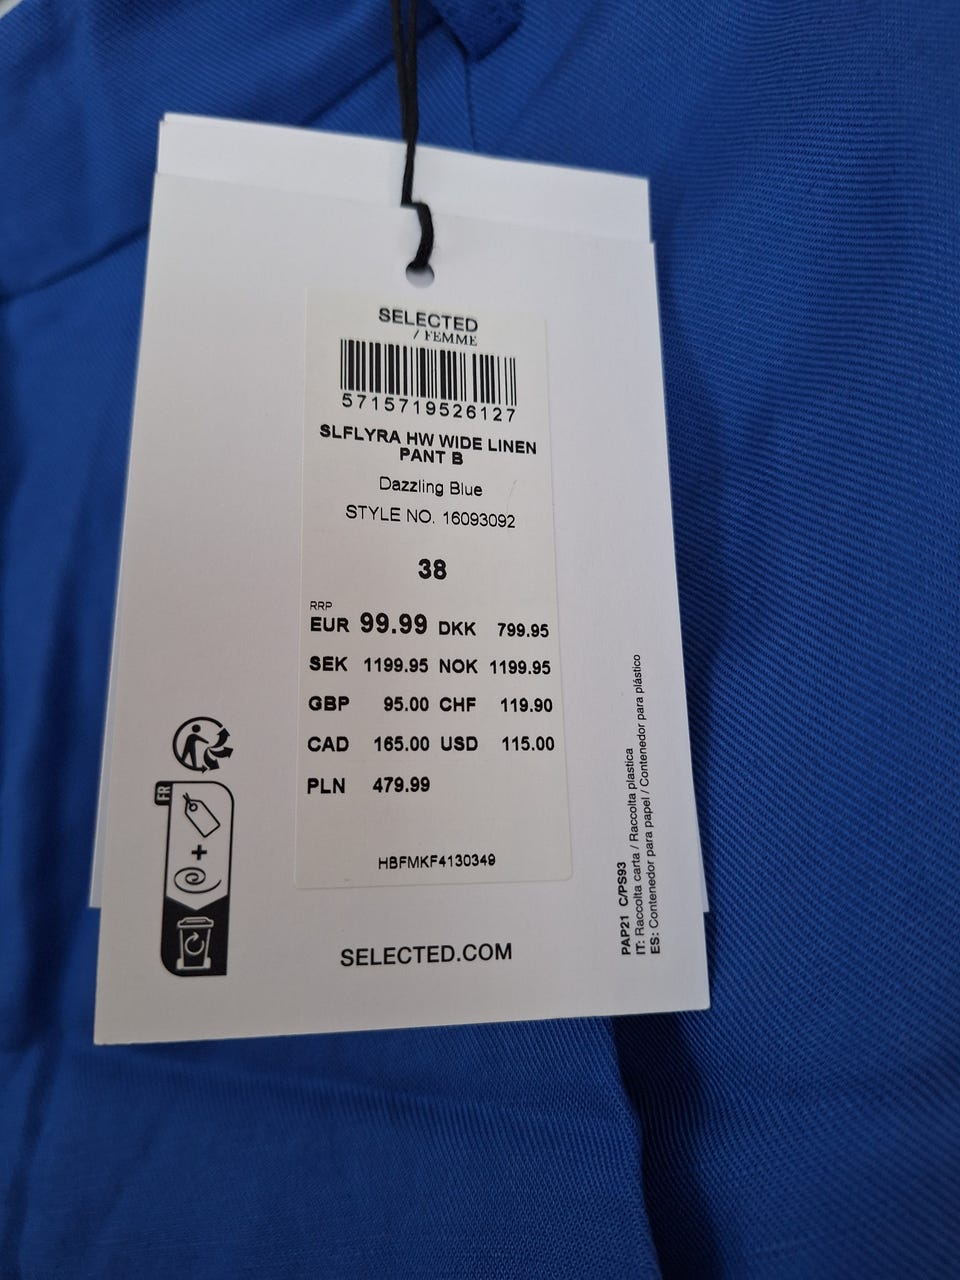 SELECTED
/ FEMME
5715719526127
SLFLYRA HW WIDE LINEN
PANT B
Dazzling Blue
STYLE NO. 16093092
38
RRP
EUR 99.99 DKK 799.95
SEK 1199.95 NOK 1199.95
GBP 95.00 CHF 119.90
CAD 165.00 USD 115.00
PLN 479.99
HBFMKF4130349
SELECTED.COM
FR
+
PAP21 C/PS93
IT: Raccolta carta / Raccolta plastica
ES: Contenedor para papel / Contenedor para plástico